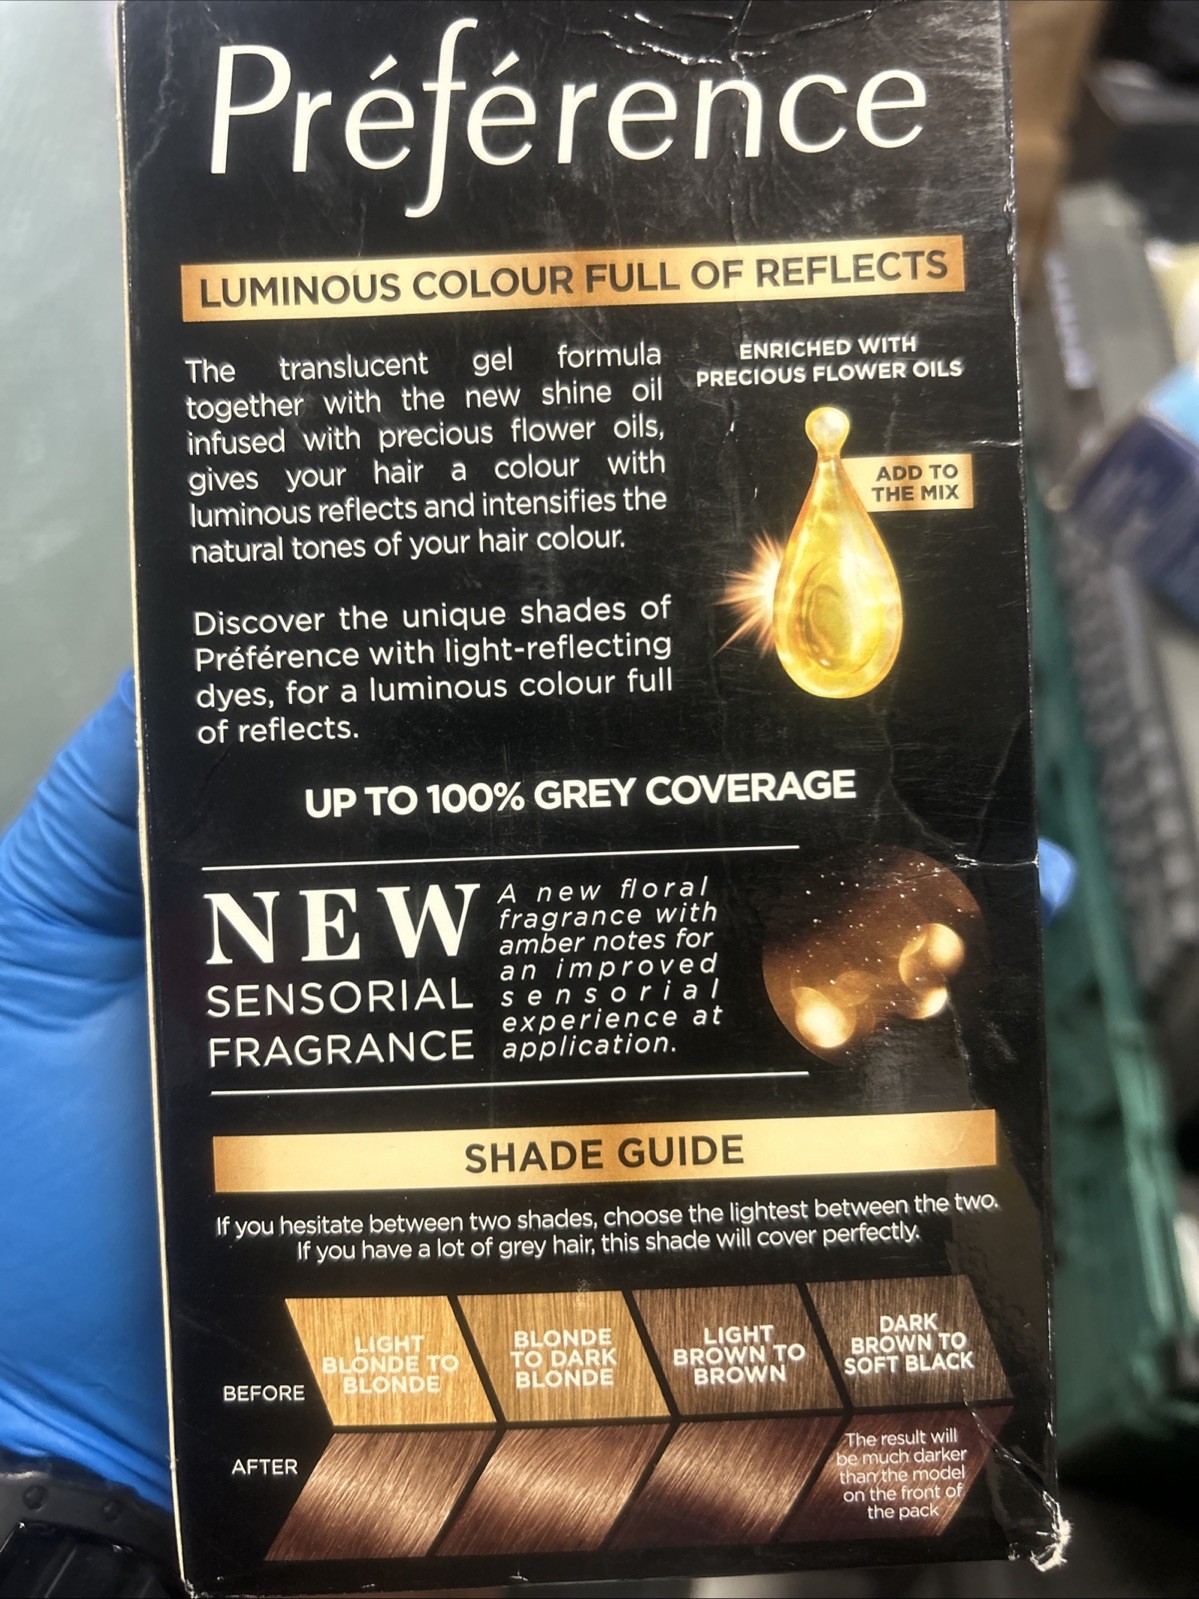 Préférence
LUMINOUS COLOUR FULL OF REFLECTS
The translucent gel formula
together with the new shine oil
infused with precious flower oils,
gives your hair a colour with
luminous reflects and intensifies the
natural tones of your hair colour.
ENRICHED WITH
PRECIOUS FLOWER OILS
ADD TO
THE MIX
Discover the unique shades of
Préférence with light-reflecting
dyes, for a luminous colour full
of reflects.
UP TO 100% GREY COVERAGE
NEW
SENSORIAL
FRAGRANCE
A new floral
fragrance with
amber notes for
an improved
sensorial
experience at
application.
SHADE GUIDE
If you hesitate between two shades, choose the lightest between the two.
If you have a lot of grey hair, this shade will cover perfectly.
BEFORE
LIGHT
BLONDE TO
BLONDE
BLONDE
TO DARK
BLONDE
LIGHT
BROWN TO
BROWN
DARK
BROWN TO
SOFT BLACK
AFTER
The result will
be much darker
than the model
on the front of
the pack